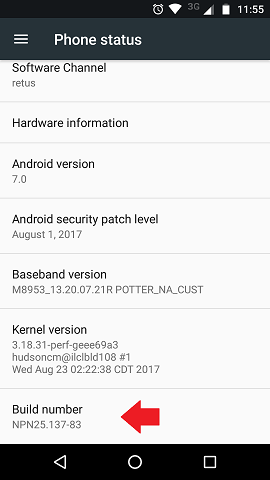 3G 11:55
Phone status
Software Channel
retus
Hardware information
Android version
7.0
Android security patch level
August 1, 2017
Baseband version
M8953_13.20.07.21R POTTER_NA_CUST
Kernel version
3.18.31-perf-geee69a3
hudsoncm@ilclbld108 #1
Wed Aug 23 02:22:38 CDT 2017
Build number
NPN25.137-83